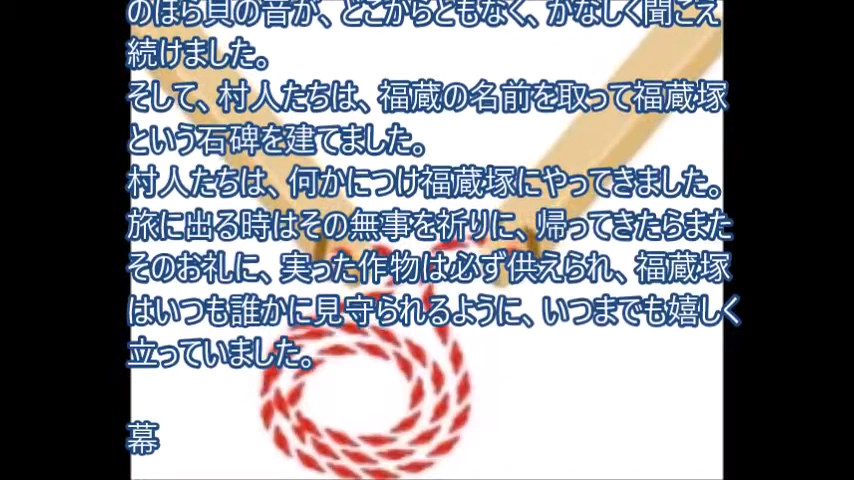 のほら貝の音が、どこからともなく、かなしく聞こえ
続けました。
そして、村人たちは、福蔵の名前を取って福蔵塚
という石碑を建てました。
村人たちは、何かにつけ福蔵塚にやってきました。
旅に出る時はその無事を祈りに、帰ってきたらまた
そのお礼に、実った作物は必ず供えられ、福蔵塚
はいつも誰かに見守られるように、いつまでも嬉しく
立っていました。
幕